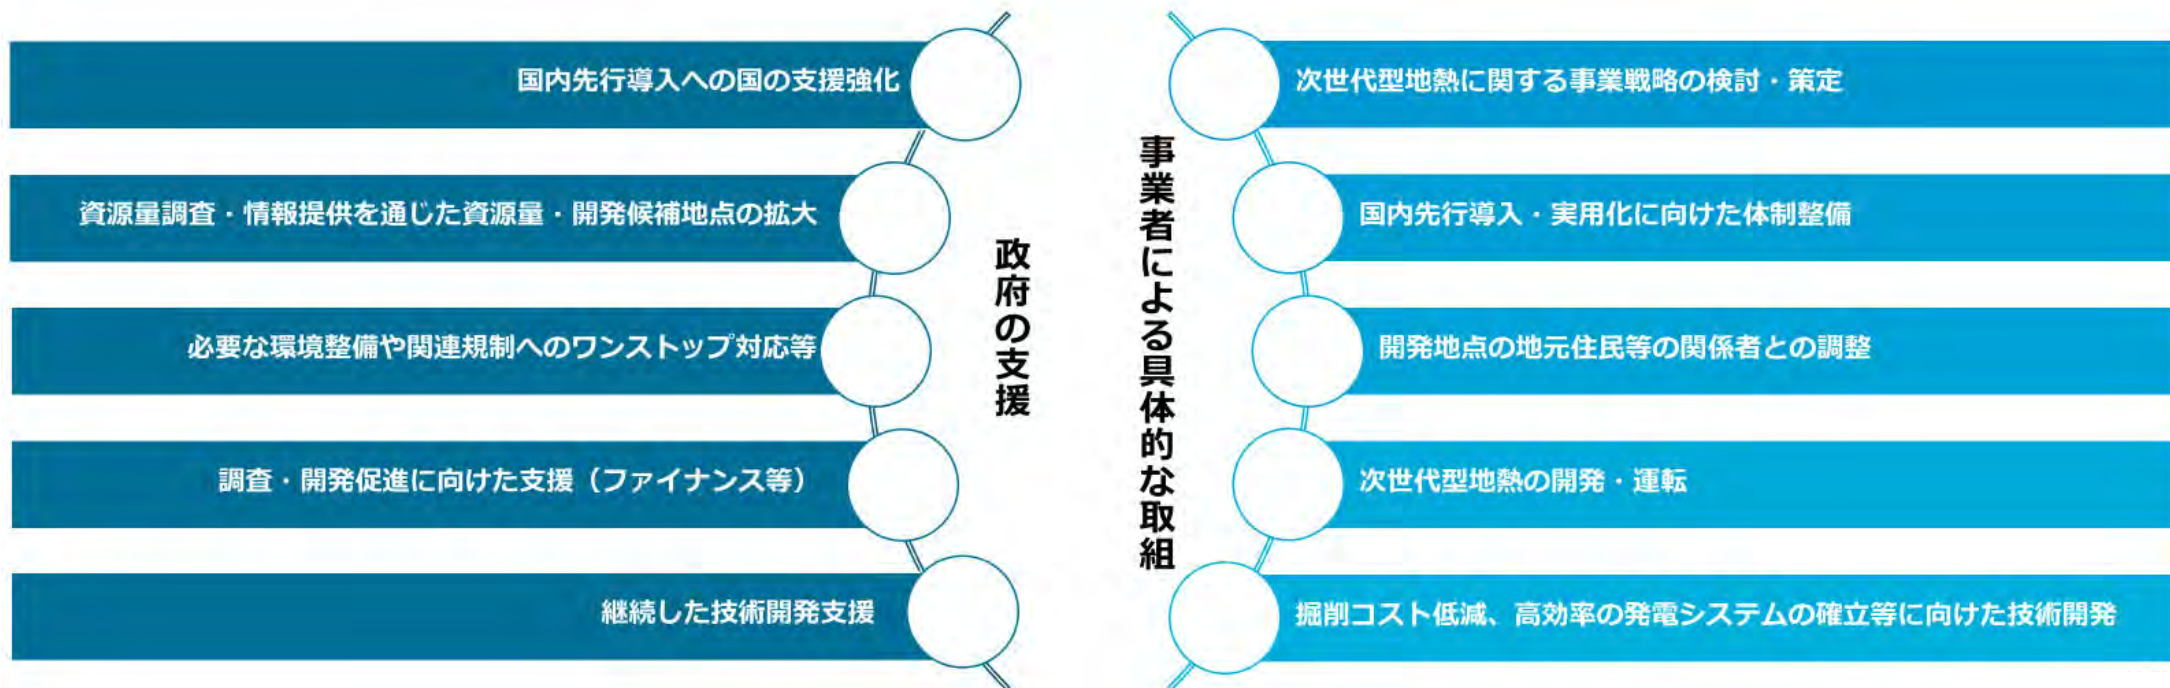 国内先行導入への国の支援強化
資源量調査・情報提供を通じた資源量・開発候補地点の拡大
必要な環境整備や関連規制へのワンストップ対応等
調査・開発促進に向けた支援（ファイナンス等）
継続した技術開発支援
政府の支援
事業者による具体的な取組
次世代型地熱に関する事業戦略の検討・策定
国内先行導入・実用化に向けた体制整備
開発地点の地元住民等の関係者との調整
次世代型地熱の開発・運転
掘削コスト低減、高効率の発電システムの確立等に向けた技術開発